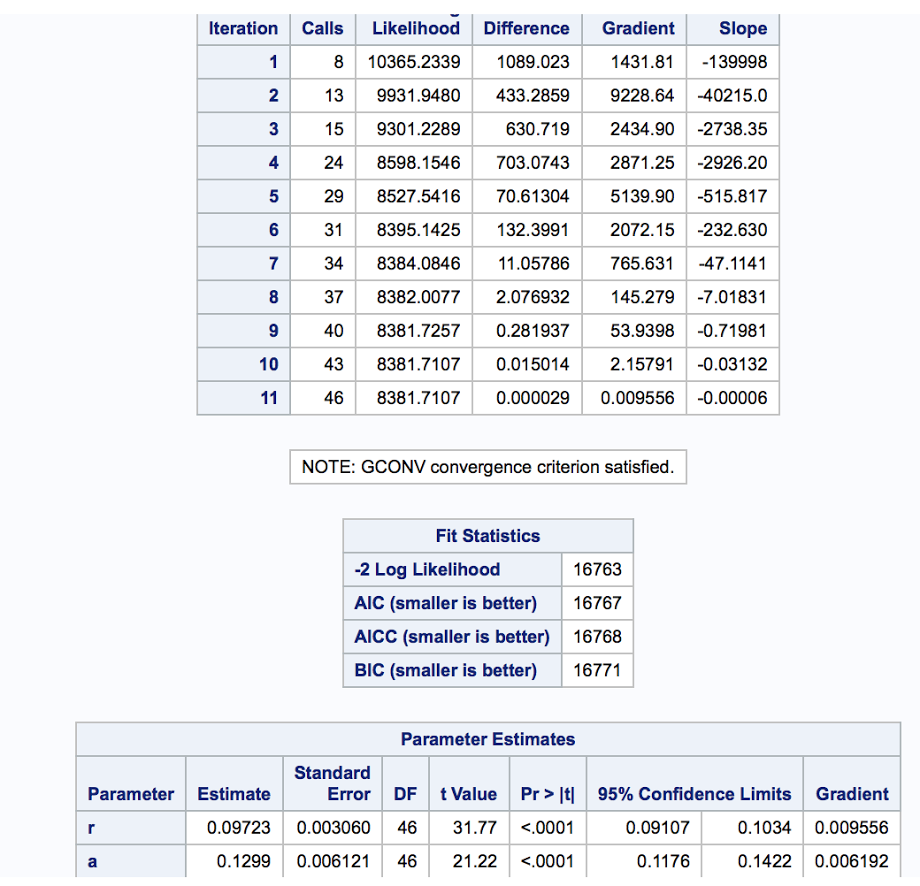 Iteration Calls Likelihood Difference Gradient Slope
1 8 10365.2339 1089.023 1431.81 -139998
2 13 9931.9480 433.2859 9228.64 -40215.0
3 15 9301.2289 630.719 2434.90 -2738.35
4 24 8598.1546 703.0743 2871.25 -2926.20
5 29 8527.5416 70.61304 5139.90 -515.817
6 31 8395.1425 132.3991 2072.15 -232.630
7 34 8384.0846 11.05786 765.631 -47.1141
8 37 8382.0077 2.076932 145.279 -7.01831
9 40 8381.7257 0.281937 53.9398 -0.71981
10 43 8381.7107 0.015014 2.15791 -0.03132
11 46 8381.7107 0.000029 0.009556 -0.00006
NOTE: GCONV convergence criterion satisfied.
Fit Statistics
-2 Log Likelihood 16763
AIC (smaller is better) 16767
AICC (smaller is better) 16768
BIC (smaller is better) 16771
Parameter Estimates
Standard
Parameter Estimate Error DF t Value Pr > |t| 95% Confidence Limits Gradient
r 0.09723 0.003060 46 31.77 <.0001 0.09107 0.1034 0.009556
a 0.1299 0.006121 46 21.22 <.0001 0.1176 0.1422 0.006192